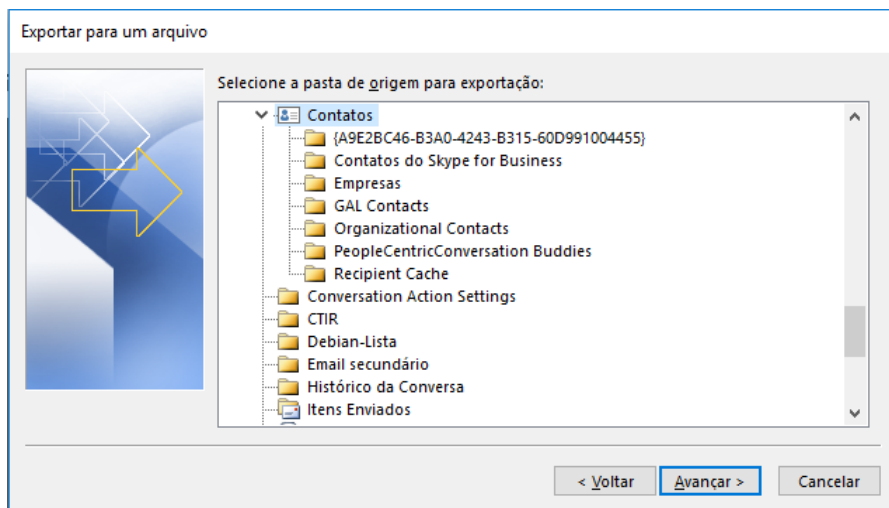 Exportar para um arquivo
Selecione a pasta de origem para exportação:
Contatos
{A9E2BC46-B3A0-4243-B315-60D991004455}
Contatos do Skype for Business
Empresas
GAL Contacts
Organizational Contacts
PeopleCentricConversation Buddies
Recipient Cache
Conversation Action Settings
CTIR
Debian-Lista
Email secundário
Histórico da Conversa
Itens Enviados
< Voltar Avançar > Cancelar